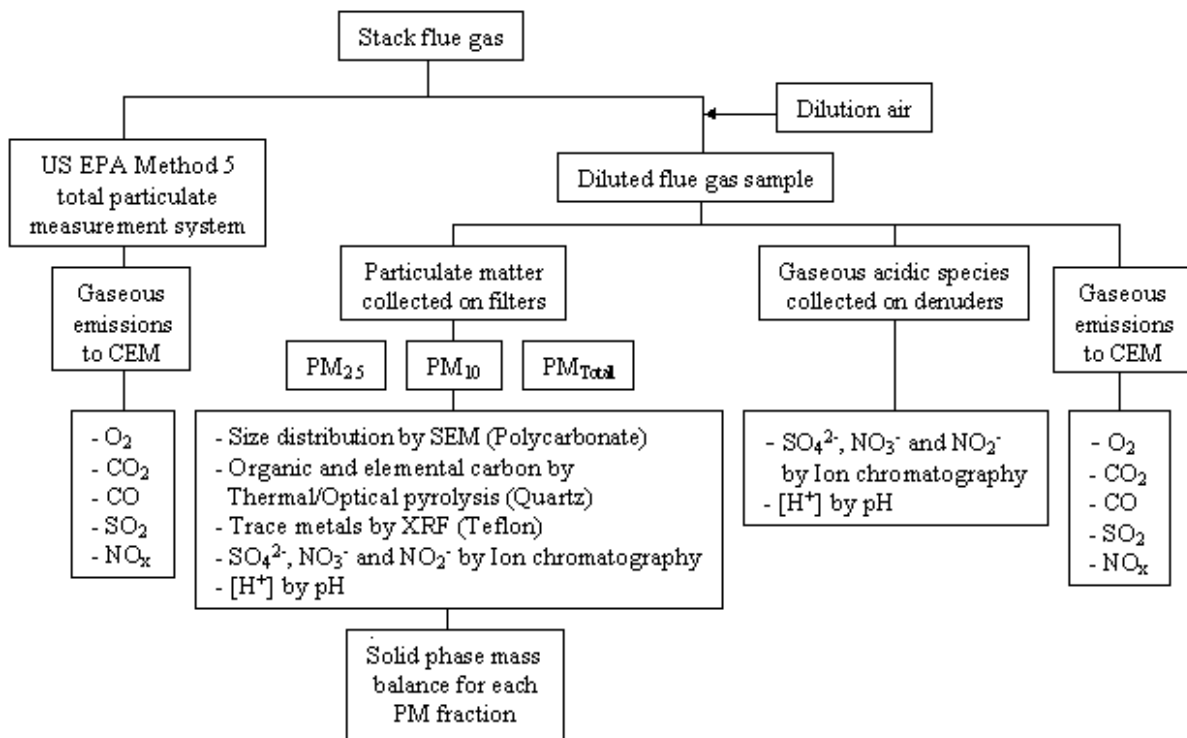 Stack flue gas
Dilution air
US EPA Method 5
total particulate
measurement system
Diluted flue gas sample
Particulate matter
collected on filters
Gaseous acidic species
collected on denuders
Gaseous
emissions
to CEM
Gaseous
emissions
to CEM
PM2.5
PM10
PMTotal
- O2
- CO2
- CO
- SO2
- NOx
- Size distribution by SEM (Polycarbonate)
- Organic and elemental carbon by
Thermal/Optical pyrolysis (Quartz)
- Trace metals by XRF (Teflon)
- SO4²⁻, NO3⁻ and NO2⁻ by Ion chromatography
- [H⁺] by pH
- SO4²⁻, NO3⁻ and NO2⁻
by Ion chromatography
- [H⁺] by pH
- O2
- CO2
- CO
- SO2
- NOx
Solid phase mass
balance for each
PM fraction